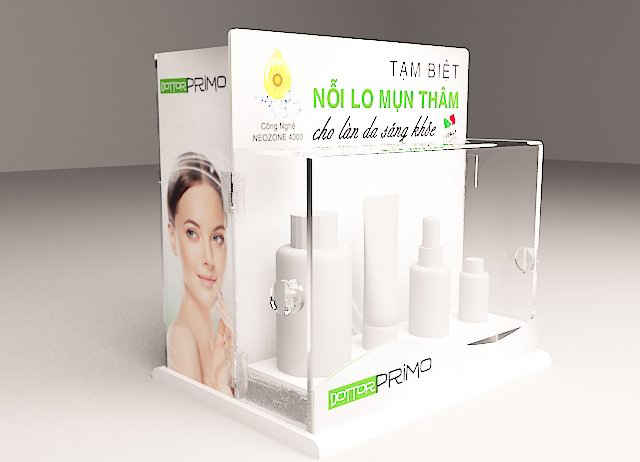 DOTTORPRIMO
TẠM BIỆT
NỖI LO MỤN THÂM
cho làn da sáng khỏe
Công Nghệ
NEOZONE 4000
DOTTORPRIMO